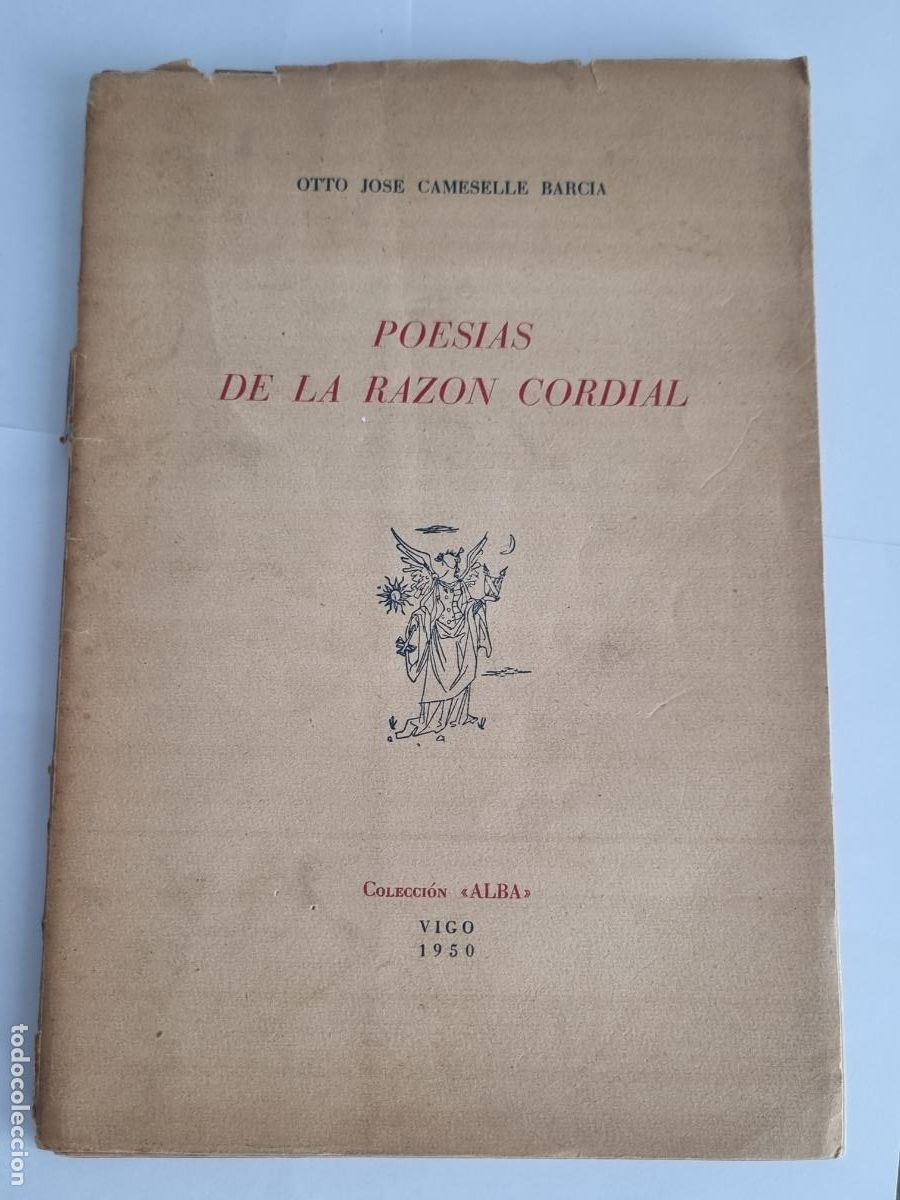 OTTO JOSE CAMESELLE BARCIA
POESIAS
DE LA RAZON CORDIAL
COLECCIÓN «ALBA»
VIGO
1950
todocoleccion